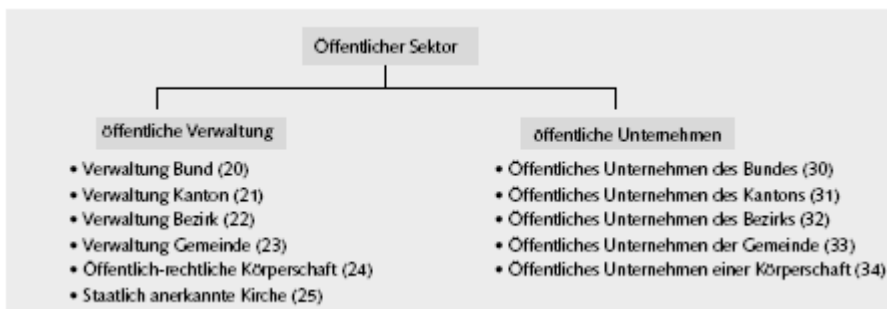 Öffentlicher Sektor
öffentliche Verwaltung
• Verwaltung Bund (20)
• Verwaltung Kanton (21)
• Verwaltung Bezirk (22)
• Verwaltung Gemeinde (23)
• Öffentlich-rechtliche Körperschaft (24)
• Staatlich anerkannte Kirche (25)
öffentliche Unternehmen
• Öffentliches Unternehmen des Bundes (30)
• Öffentliches Unternehmen des Kantons (31)
• Öffentliches Unternehmen des Bezirks (32)
• Öffentliches Unternehmen der Gemeinde (33)
• Öffentliches Unternehmen einer Körperschaft (34)